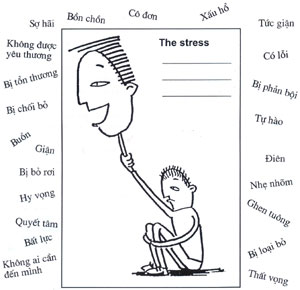 Sợ hãi
Bồn chồn
Cô đơn
Xấu hổ
Tức giận
Không được
yêu thương
Bị tổn thương
Bị chối bỏ
Buồn
Giận
Bị bỏ rơi
Hy vọng
Quyết tâm
Bất lực
Không ai cần
đến mình
The stress
Có lỗi
Bị phản bội
Tự hào
Điên
Nhẹ nhõm
Ghen tuông
Bị loại bỏ
Thất vọng